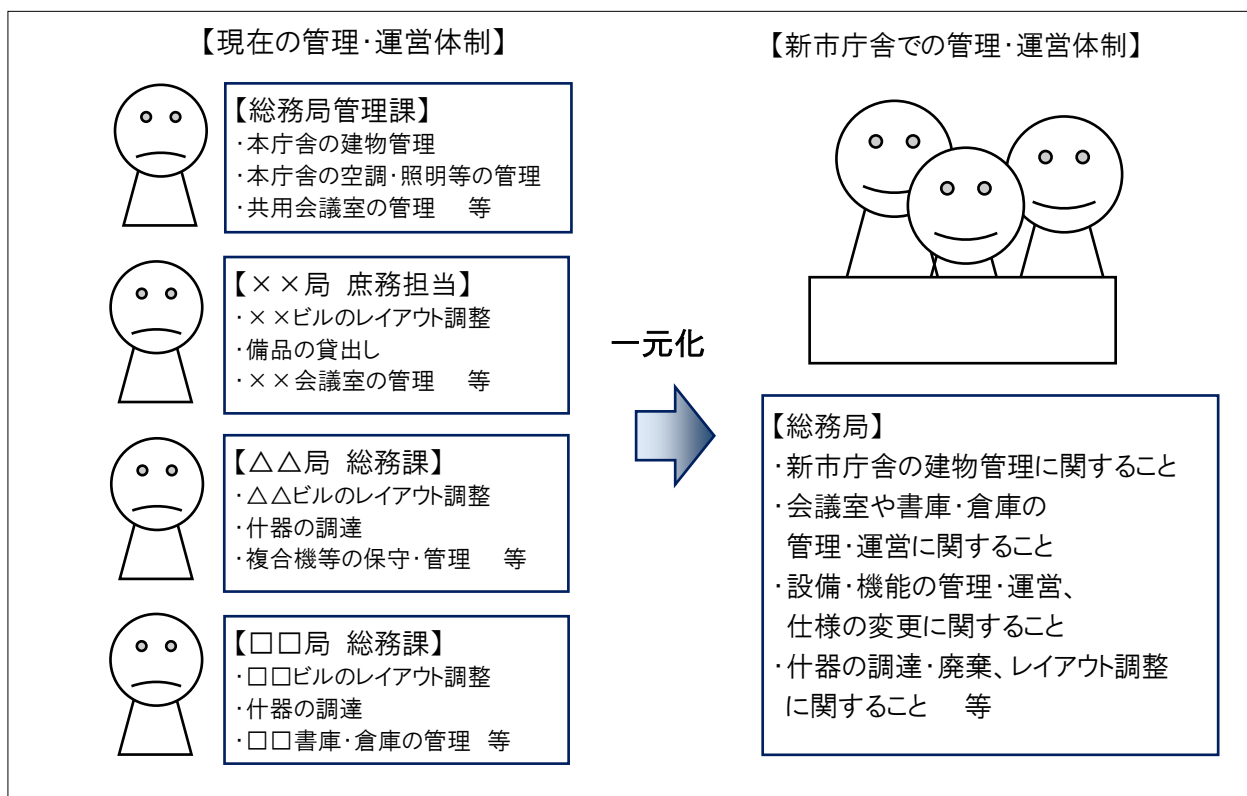 【現在の管理・運営体制】
【総務局管理課】
・本庁舎の建物管理
・本庁舎の空調・照明等の管理
・共用会議室の管理　等
【××局 庶務担当】
・××ビルのレイアウト調整
・備品の貸出し
・××会議室の管理　等
【△△局 総務課】
・△△ビルのレイアウト調整
・什器の調達
・複合機等の保守・管理　等
【□□局 総務課】
・□□ビルのレイアウト調整
・什器の調達
・□□書庫・倉庫の管理 等
一元化
【新市庁舎での管理・運営体制】
【総務局】
・新市庁舎の建物管理に関すること
・会議室や書庫・倉庫の
管理・運営に関すること
・設備・機能の管理・運営、
仕様の変更に関すること
・什器の調達・廃棄、レイアウト調整
に関すること　等